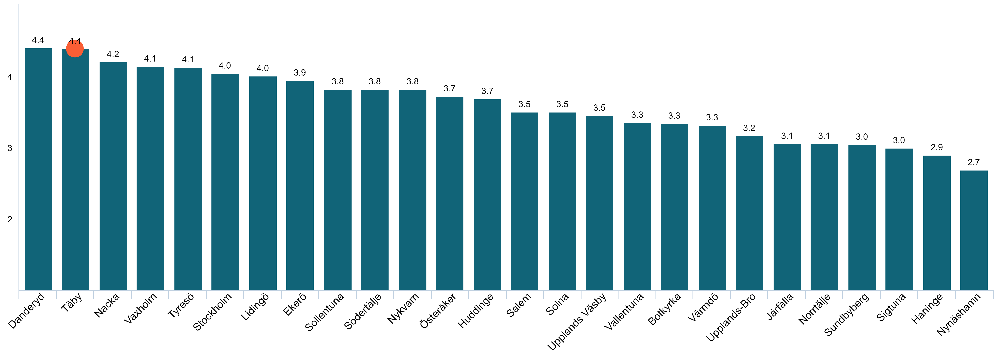 4.4
4.4
4.2
4.1
4.1
4.0
4.0
3.9
3.8
3.8
3.8
3.7
3.7
3.5
3.5
3.5
3.3
3.3
3.3
3.2
3.1
3.1
3.0
3.0
2.9
2.7
4
3
2
Danderyd
Täby
Nacka
Vaxholm
Tyresö
Stockholm
Lidingö
Ekerö
Sollentuna
Södertälje
Nykvarn
Österåker
Huddinge
Salem
Solna
Upplands Väsby
Vallentuna
Botkyrka
Värmdö
Upplands-Bro
Järfälla
Norrtälje
Sundbyberg
Sigtuna
Haninge
Nynäshamn